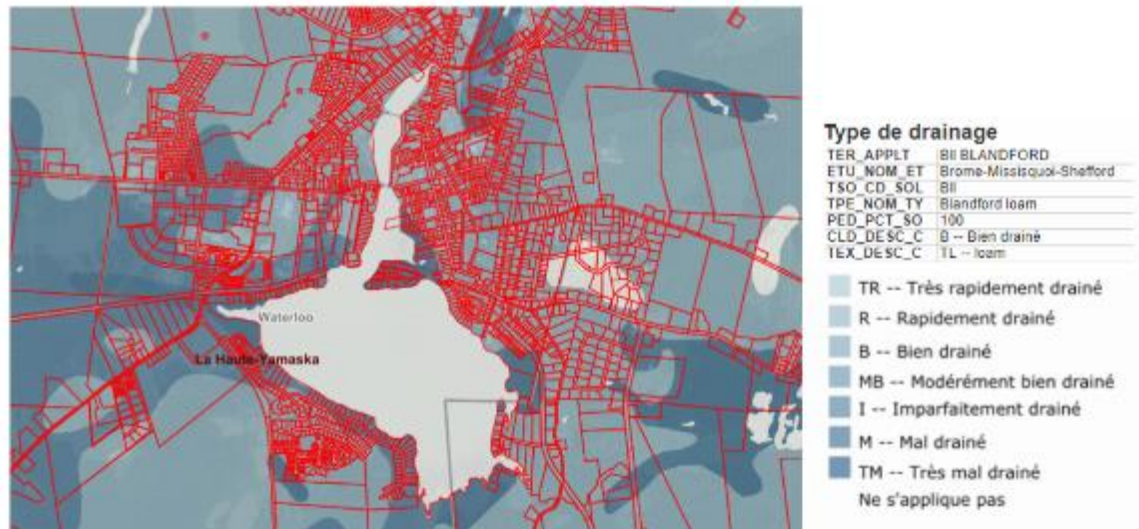 Waterloo
La Haute-Yamaska
Type de drainage
TER_APPLT BII BLANDFORD
ETU_NOM_ET Brome-Missisquoi-Shefford
TSO_CD_SOL BII
TPE_NOM_TY Blandford loam
PED_PCT_SO 100
CLD_DESC_C B -- Bien drainé
TEX_DESC_C TL -- loam
TR -- Très rapidement drainé
R -- Rapidement drainé
B -- Bien drainé
MB -- Modérément bien drainé
I -- Imparfaitement drainé
M -- Mal drainé
TM -- Très mal drainé
Ne s'applique pas